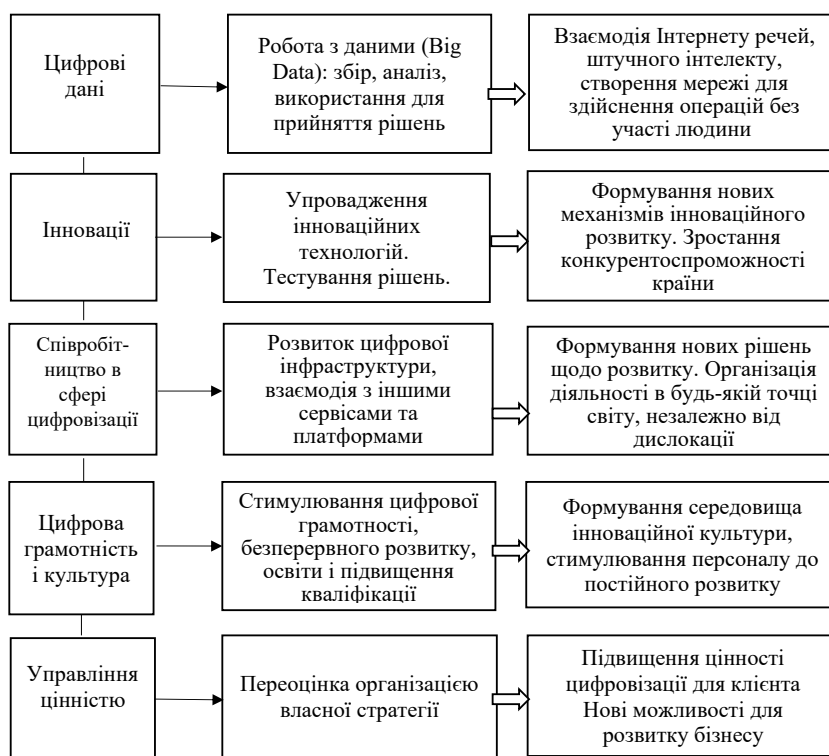 Цифрові
дані
Робота з даними (Big
Data): збір, аналіз,
використання для
прийняття рішень
Взаємодія Інтернету речей,
штучного інтелекту,
створення мережі для
здійснення операцій без
участі людини
Інновації
Упровадження
інноваційних
технологій.
Тестування рішень.
Формування нових
механізмів інноваційного
розвитку. Зростання
конкурентоспроможності
країни
Співробіт-
ництво в
сфері
цифровізації
Розвиток цифрової
інфраструктури,
взаємодія з іншими
сервісами та
платформами
Формування нових рішень
щодо розвитку. Організація
діяльності в будь-якій точці
світу, незалежно від
дислокації
Цифрова
грамотність
і культура
Стимулювання цифрової
грамотності,
безперервного розвитку,
освіти і підвищення
кваліфікації
Формування середовища
інноваційної культури,
стимулювання персоналу до
постійного розвитку
Управління
цінністю
Переоцінка організацією
власної стратегії
Підвищення цінності
цифровізації для клієнта
Нові можливості для
розвитку бізнесу